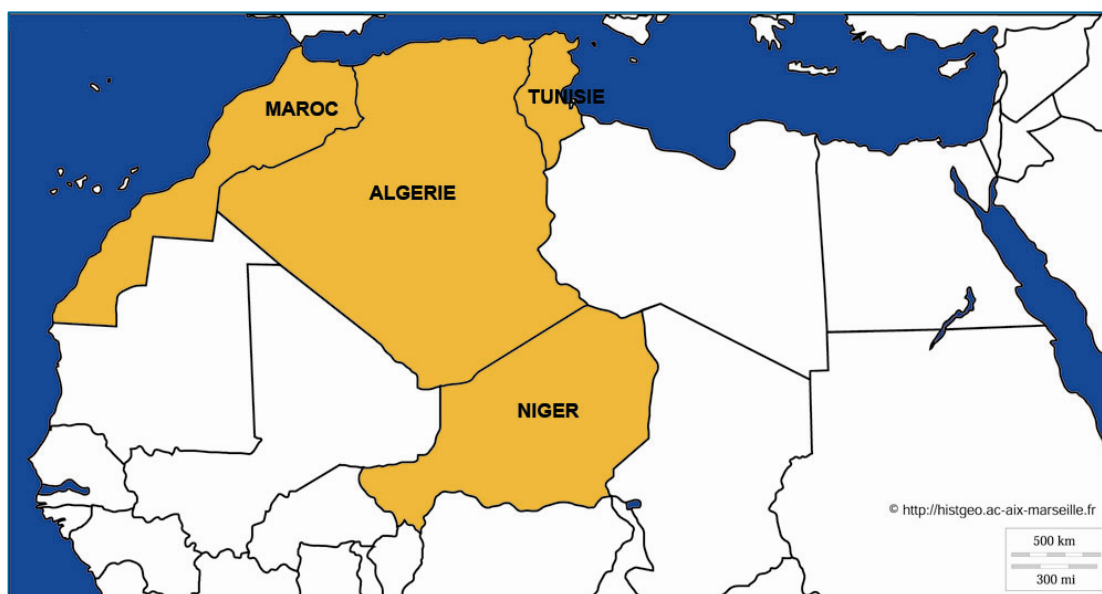 TUNISIE
MAROC
ALGERIE
NIGER
© http://histgeo.ac-aix-marseille.fr
500 km
300 mi